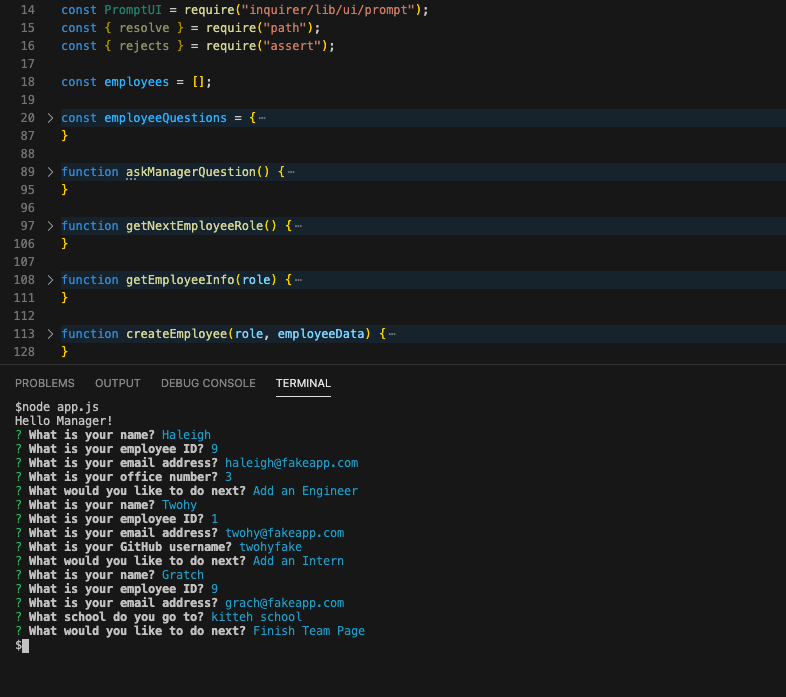 14 const PromptUI = require("inquirer/lib/ui/prompt");
15 const { resolve } = require("path");
16 const { rejects } = require("assert");
17
18 const employees = [];
19
20 > const employeeQuestions = {⋯
87 }
88
89 > function askManagerQuestion() {⋯
95 }
96
97 > function getNextEmployeeRole() {⋯
106 }
107
108 > function getEmployeeInfo(role) {⋯
111 }
112
113 > function createEmployee(role, employeeData) {⋯
128 }
PROBLEMS OUTPUT DEBUG CONSOLE TERMINAL
$node app.js
Hello Manager!
? What is your name? Haleigh
? What is your employee ID? 9
? What is your email address? haleigh@fakeapp.com
? What is your office number? 3
? What would you like to do next? Add an Engineer
? What is your name? Twohy
? What is your employee ID? 1
? What is your email address? twohy@fakeapp.com
? What is your GitHub username? twohyfake
? What would you like to do next? Add an Intern
? What is your name? Gratch
? What is your employee ID? 9
? What is your email address? grach@fakeapp.com
? What school do you go to? kitteh school
? What would you like to do next? Finish Team Page
$